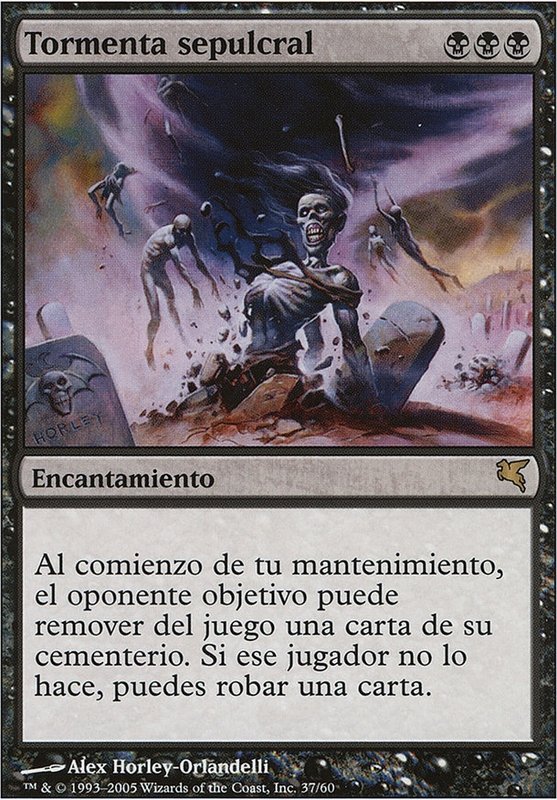 Tormenta sepulcral
HORLEY
Encantamiento
Al comienzo de tu mantenimiento,
el oponente objetivo puede
remover del juego una carta de su
cementerio. Si ese jugador no lo
hace, puedes robar una carta.
Alex Horley-Orlandelli
™ & © 1993–2005 Wizards of the Coast, Inc. 37/60